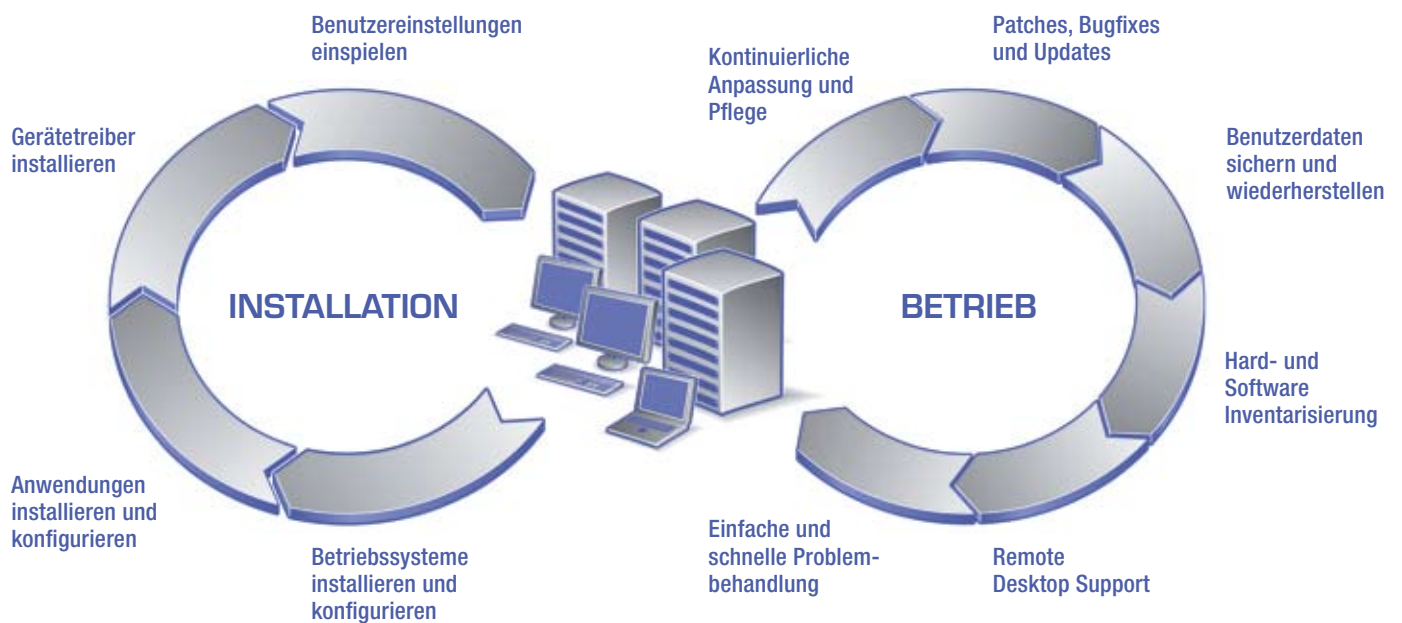 Benutzereinstellungen
einspielen
Gerätetreiber
installieren
INSTALLATION
Anwendungen
installieren und
konfigurieren
Betriebssysteme
installieren und
konfigurieren
Kontinuierliche
Anpassung und
Pflege
Patches, Bugfixes
und Updates
Benutzerdaten
sichern und
wiederherstellen
BETRIEB
Hard- und
Software
Inventarisierung
Einfache und
schnelle Problem-
behandlung
Remote
Desktop Support